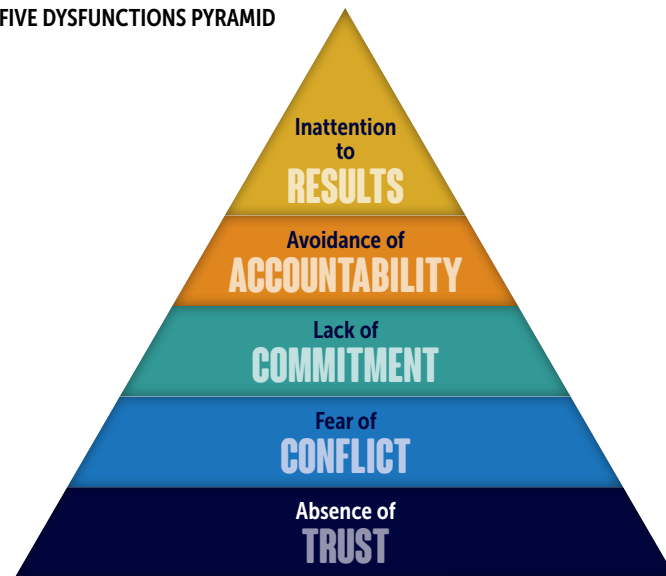 FIVE DYSFUNCTIONS PYRAMID
Inattention
to
RESULTS
Avoidance of
ACCOUNTABILITY
Lack of
COMMITMENT
Fear of
CONFLICT
Absence of
TRUST